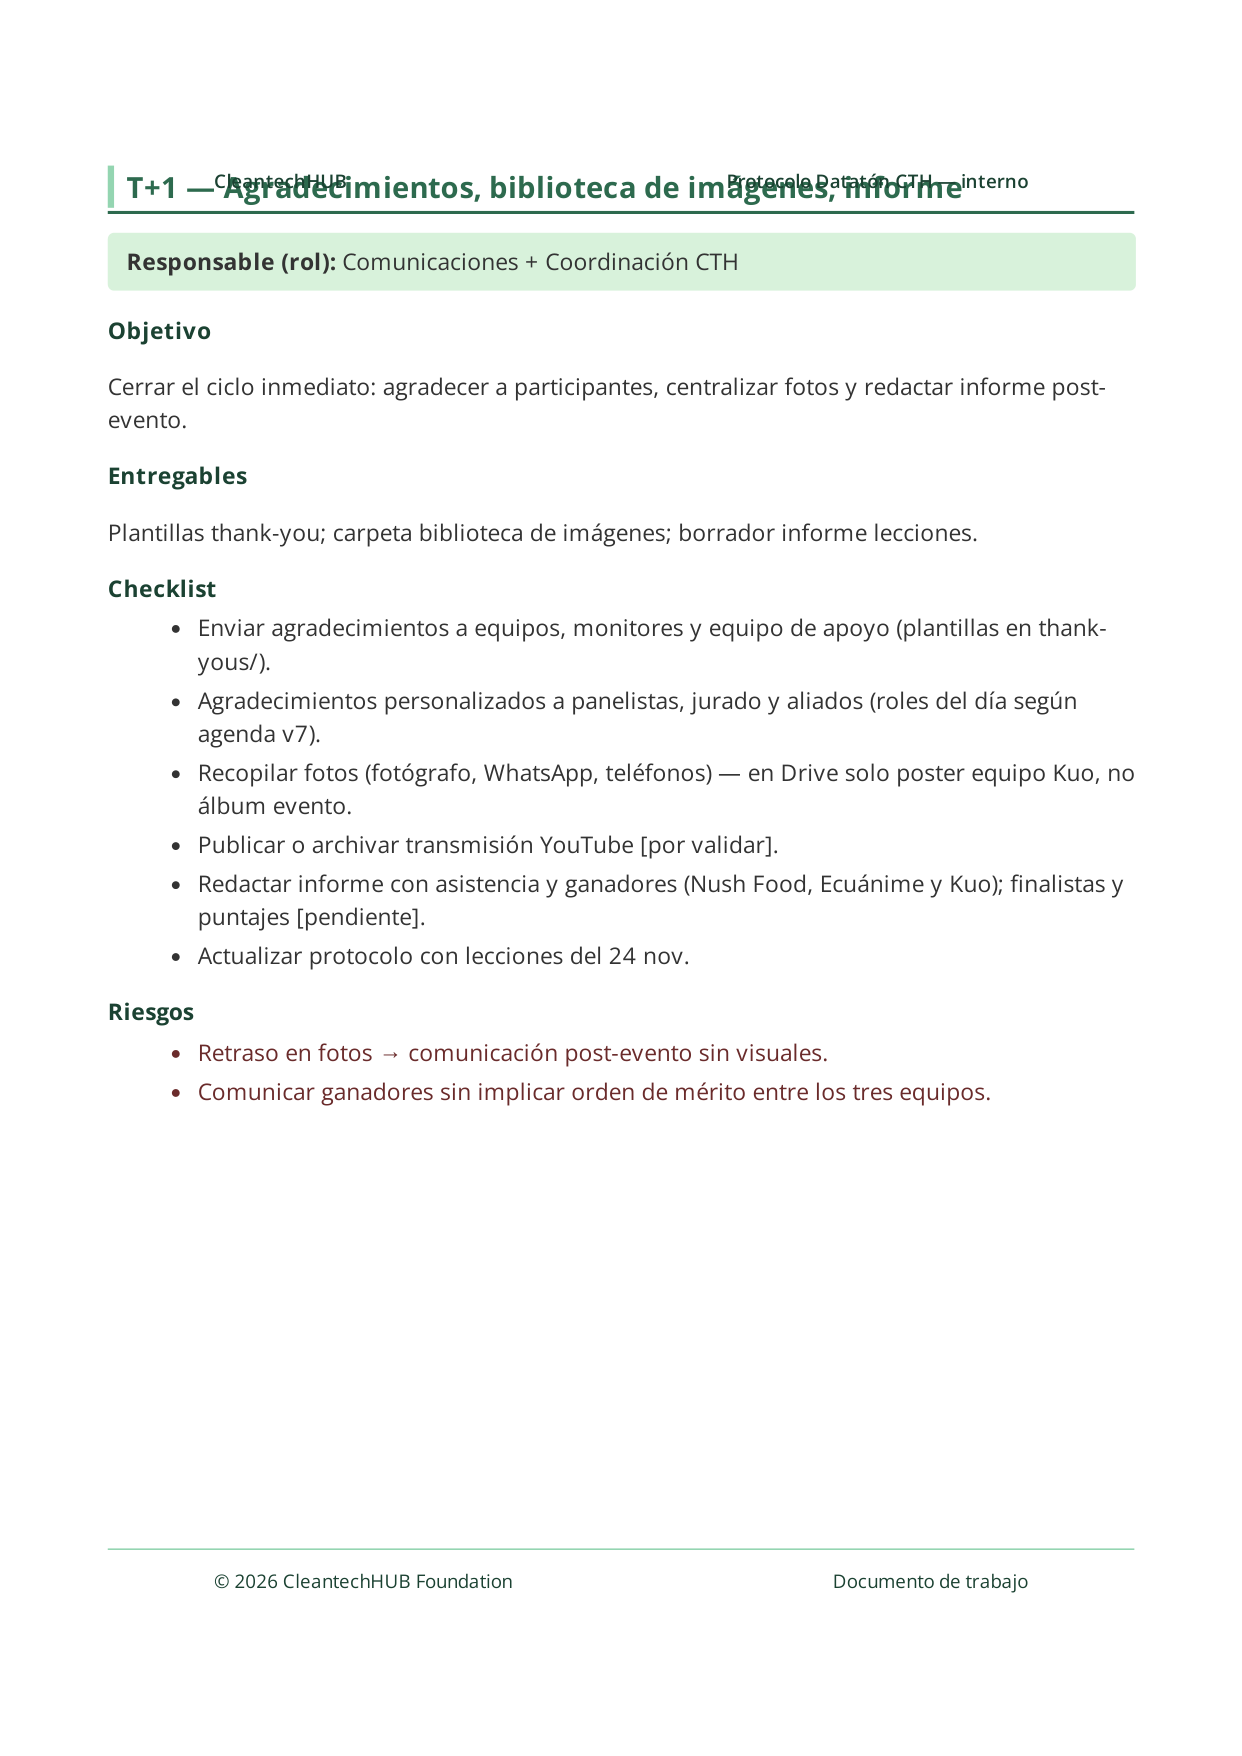 CleantechHUB
Protocolo Datatón CTH — interno
T+1 — Agradecimientos, biblioteca de imágenes, informe
Responsable (rol): Comunicaciones + Coordinación CTH
Objetivo
Cerrar el ciclo inmediato: agradecer a participantes, centralizar fotos y redactar informe post-
evento.
Entregables
Plantillas thank-you; carpeta biblioteca de imágenes; borrador informe lecciones.
Checklist
• Enviar agradecimientos a equipos, monitores y equipo de apoyo (plantillas en thank-
yous/).
• Agradecimientos personalizados a panelistas, jurado y aliados (roles del día según
agenda v7).
• Recopilar fotos (fotógrafo, WhatsApp, teléfonos) — en Drive solo poster equipo Kuo, no
álbum evento.
• Publicar o archivar transmisión YouTube [por validar].
• Redactar informe con asistencia y ganadores (Nush Food, Ecuánime y Kuo); finalistas y
puntajes [pendiente].
• Actualizar protocolo con lecciones del 24 nov.
Riesgos
• Retraso en fotos → comunicación post-evento sin visuales.
• Comunicar ganadores sin implicar orden de mérito entre los tres equipos.
© 2026 CleantechHUB Foundation
Documento de trabajo